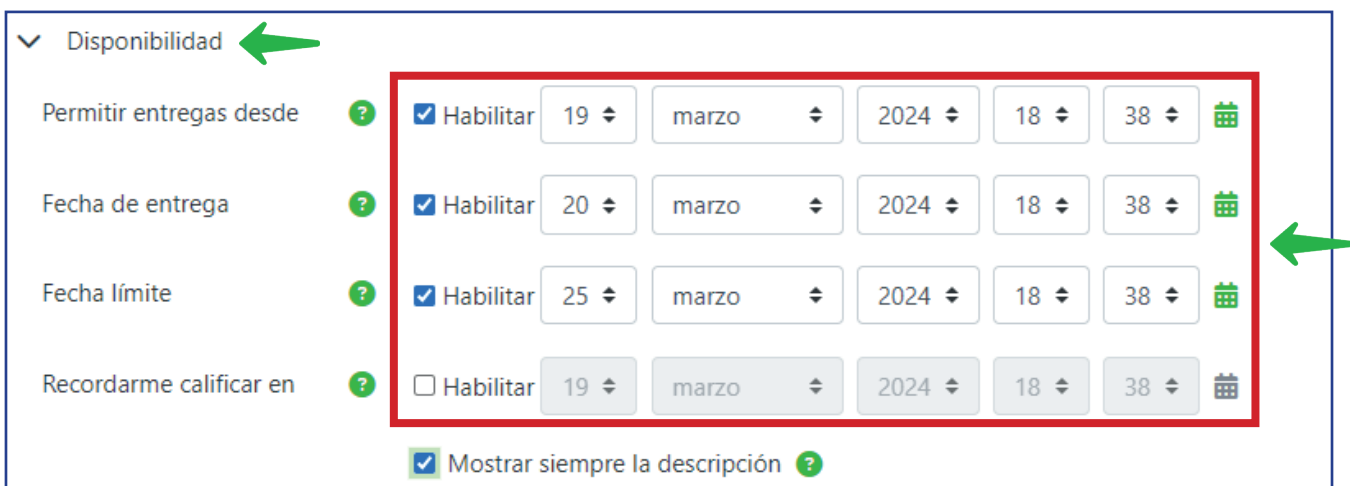 Disponibilidad
Permitir entregas desde ? Habilitar 19 marzo 2024 18 38
Fecha de entrega ? Habilitar 20 marzo 2024 18 38
Fecha límite ? Habilitar 25 marzo 2024 18 38
Recordarme calificar en ? Habilitar 19 marzo 2024 18 38
Mostrar siempre la descripción ?